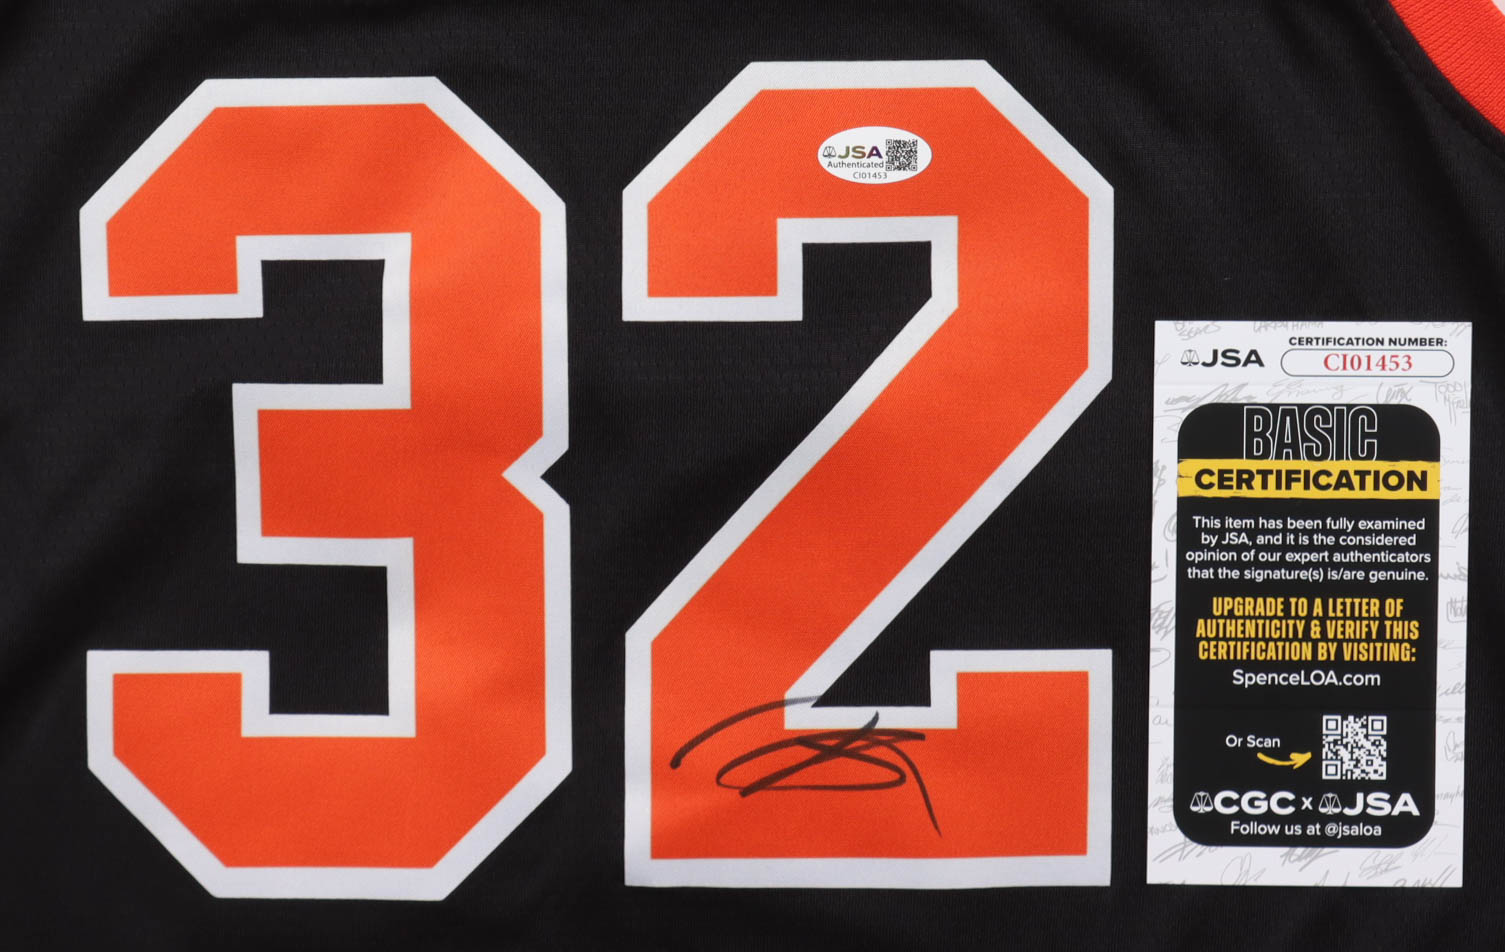 32
JSA
Authenticated
CI01453
JSA
CERTIFICATION NUMBER:
CI01453
BASIC
CERTIFICATION
This item has been fully examined
by JSA, and it is the considered
opinion of our expert authenticators
that the signature(s) is/are genuine.
UPGRADE TO A LETTER OF
AUTHENTICITY & VERIFY THIS
CERTIFICATION BY VISITING:
SpenceLOA.com
Or Scan
CGC x JSA
Follow us at @jsaloa